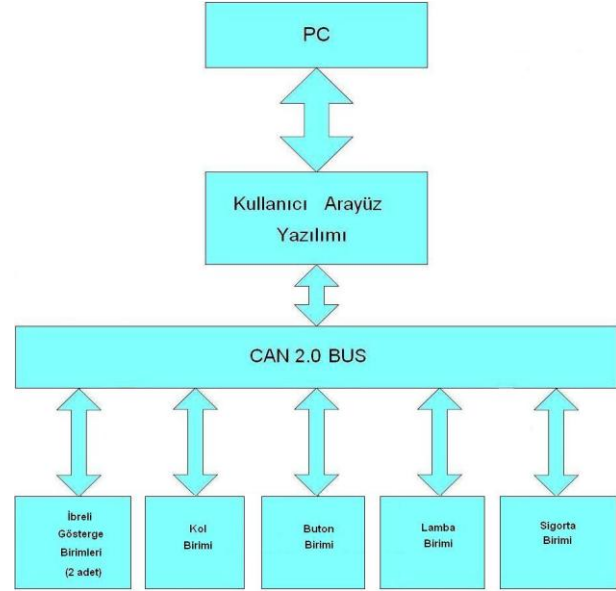 PC
Kullanıcı Arayüz
Yazılımı
CAN 2.0 BUS
İbreli
Gösterge
Birimleri
(2 adet)
Kol
Birimi
Buton
Birimi
Lamba
Birimi
Sigorta
Birimi